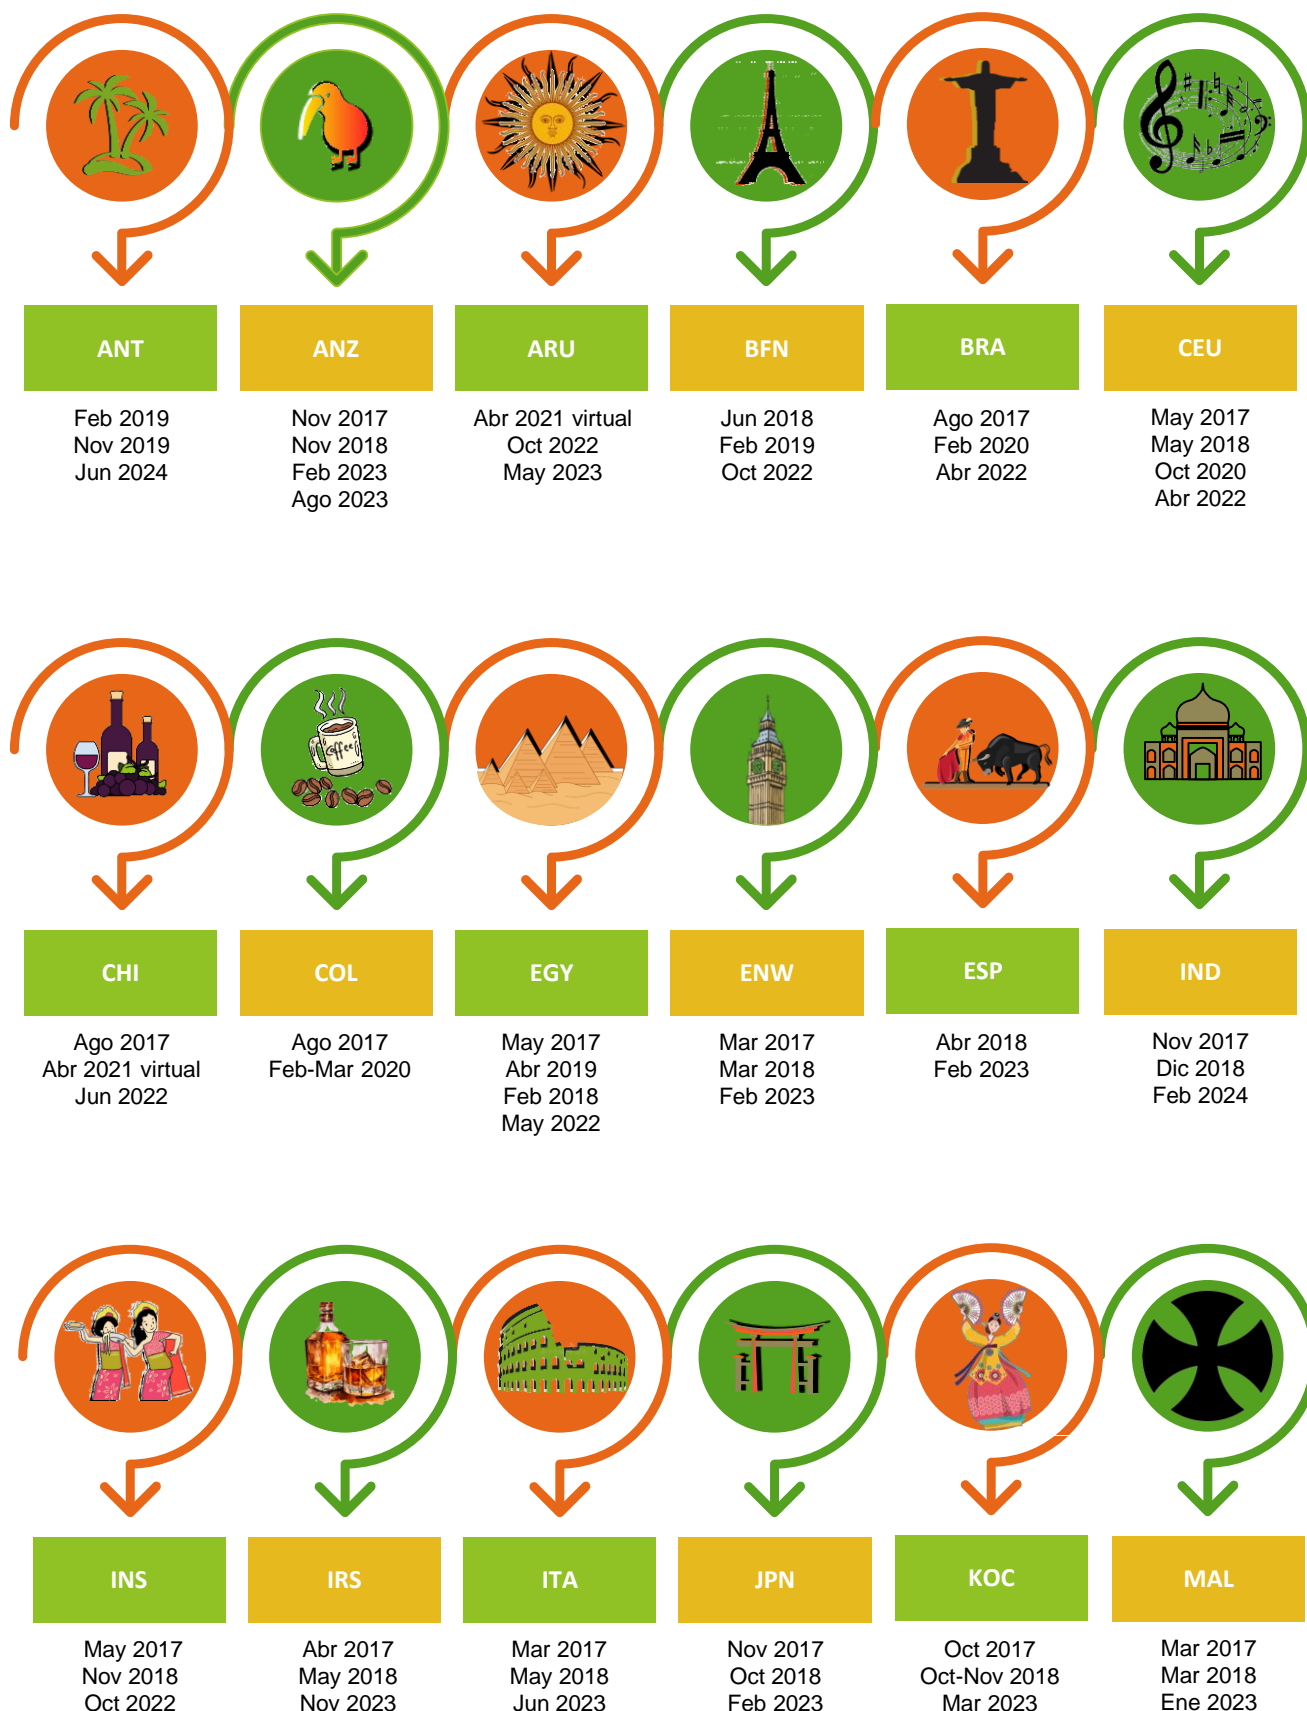 ANT
ANZ
ARU
BFN
BRA
CEU
Feb 2019
Nov 2019
Jun 2024
Nov 2017
Nov 2018
Feb 2023
Ago 2023
Abr 2021 virtual
Oct 2022
May 2023
Jun 2018
Feb 2019
Oct 2022
Ago 2017
Feb 2020
Abr 2022
May 2017
May 2018
Oct 2020
Abr 2022
Coffee
CHI
COL
EGY
ENW
ESP
IND
Ago 2017
Abr 2021 virtual
Jun 2022
Ago 2017
Feb-Mar 2020
May 2017
Abr 2019
Feb 2018
May 2022
Mar 2017
Mar 2018
Feb 2023
Abr 2018
Feb 2023
Nov 2017
Dic 2018
Feb 2024
INS
IRS
ITA
JPN
KOC
MAL
May 2017
Nov 2018
Oct 2022
Abr 2017
May 2018
Nov 2023
Mar 2017
May 2018
Jun 2023
Nov 2017
Oct 2018
Feb 2023
Oct 2017
Oct-Nov 2018
Mar 2023
Mar 2017
Mar 2018
Ene 2023